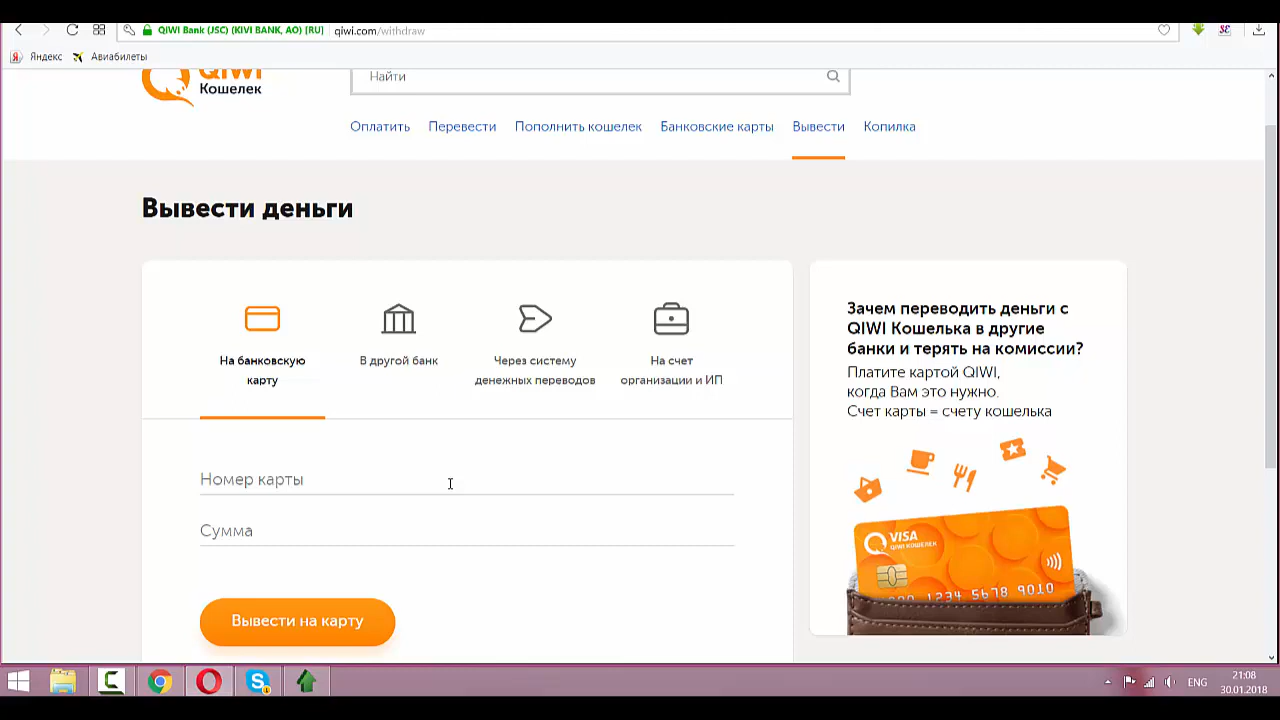 QIWI Bank (JSC) (KIVI BANK, AO) [RU] qiwi.com/withdraw
Яндекс Авиабилеты
QIWI
Кошелек
Найти
Оплатить Перевести Пополнить кошелек Банковские карты Вывести Копилка
Вывести деньги
На банковскую
карту
В другой банк
Через систему
денежных переводов
На счет
организации и ИП
Номер карты
Сумма
Вывести на карту
Зачем переводить деньги с
QIWI Кошелька в другие
банки и терять на комиссии?
Платите картой QIWI,
когда Вам это нужно.
Счет карты = счету кошелька
VISA
QIWI КОШЕЛЕК
1234 5678 9010
ENG
21:08
30.01.2018